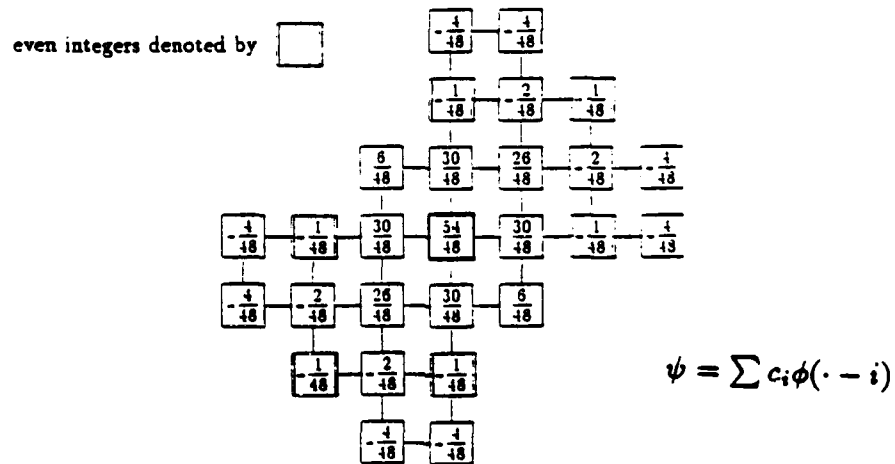 -4/48 -4/48
even integers denoted by
-1/48 -2/48 -1/48
6/48 30/48 26/48 -2/48 -4/48
-4/48 -1/48 30/48 54/48 30/48 -1/48 -4/48
-4/48 -2/48 26/48 30/48 6/48
-1/48 -2/48 -1/48
ψ = ∑ cᵢϕ(· − i)
-4/48 -4/48